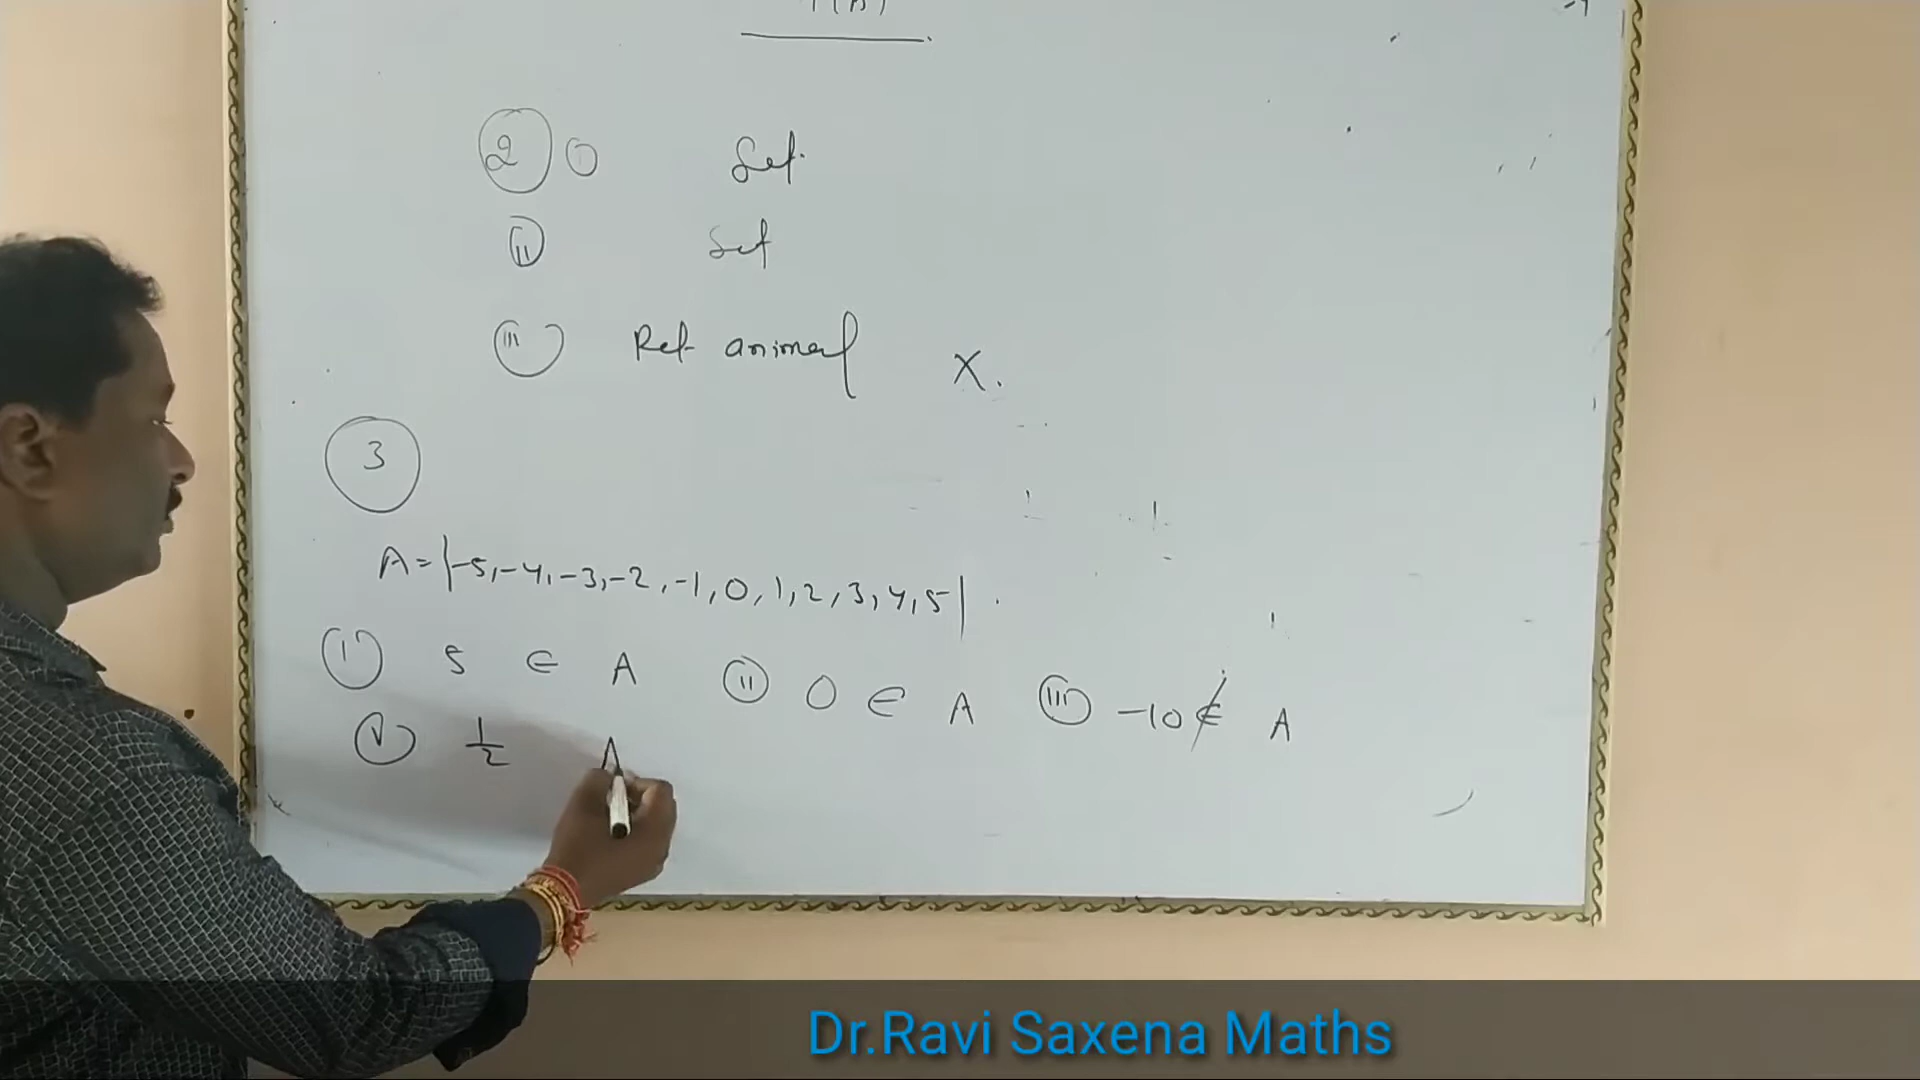 2 i Set.
ii Set
iii Ret animal X.
3
A = {-5, -4, -3, -2, -1, 0, 1, 2, 3, 4, 5} .
i 5 ∈ A ii 0 ∈ A iii -10 ∉ A
v 1/2 A
Dr.Ravi Saxena Maths